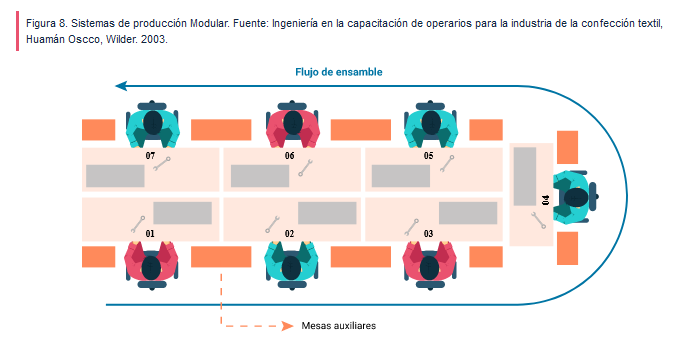 Figura 8. Sistemas de producción Modular. Fuente: Ingeniería en la capacitación de operarios para la industria de la confección textil,
Huamán Oscco, Wilder. 2003.
Flujo de ensamble
07
06
05
04
01
02
03
Mesas auxiliares